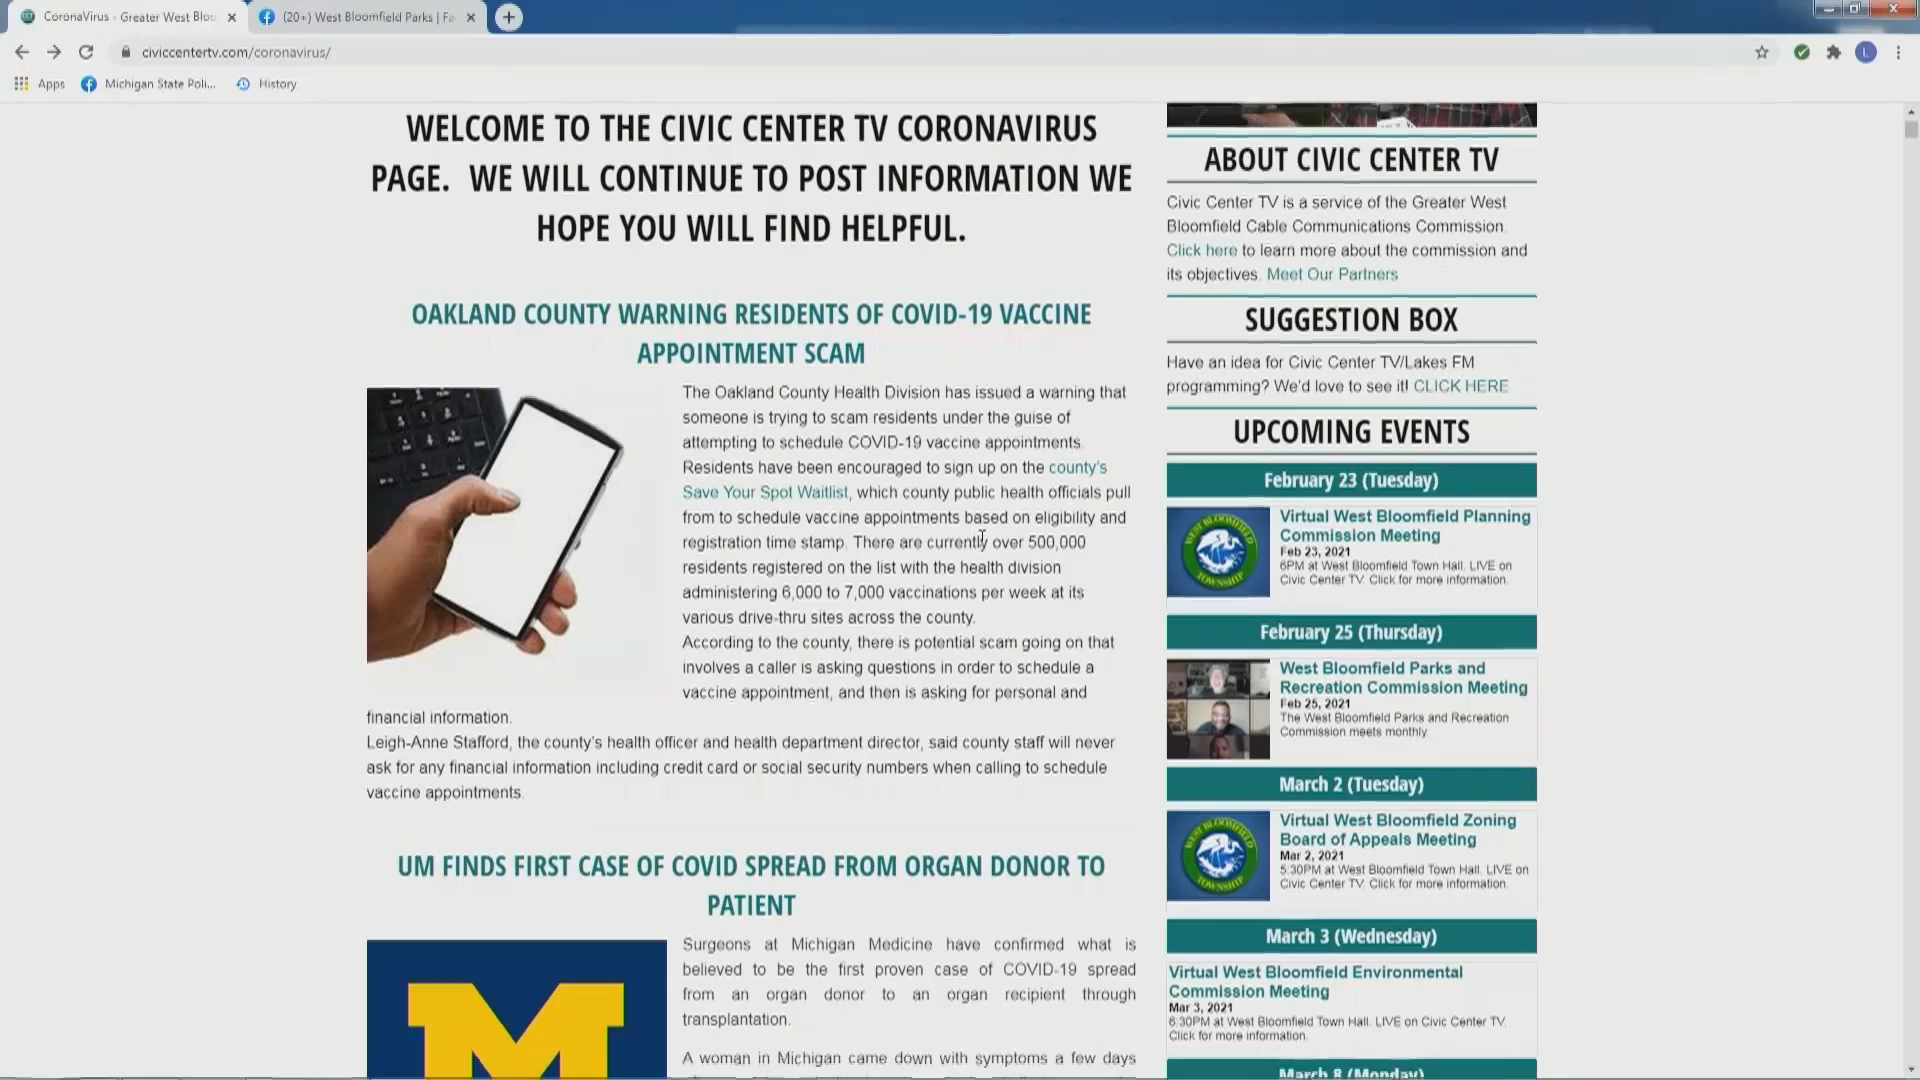 CoronaVirus - Greater West Bloo
(20+) West Bloomfield Parks | Fa
civiccentertv.com/coronavirus/
L
Apps
Michigan State Poli...
History
WELCOME TO THE CIVIC CENTER TV CORONAVIRUS
PAGE. WE WILL CONTINUE TO POST INFORMATION WE
HOPE YOU WILL FIND HELPFUL.
OAKLAND COUNTY WARNING RESIDENTS OF COVID-19 VACCINE
APPOINTMENT SCAM
The Oakland County Health Division has issued a warning that
someone is trying to scam residents under the guise of
attempting to schedule COVID-19 vaccine appointments.
Residents have been encouraged to sign up on the county's
Save Your Spot Waitlist, which county public health officials pull
from to schedule vaccine appointments based on eligibility and
registration time stamp. There are currently over 500,000
residents registered on the list with the health division
administering 6,000 to 7,000 vaccinations per week at its
various drive-thru sites across the county.
According to the county, there is potential scam going on that
involves a caller is asking questions in order to schedule a
vaccine appointment, and then is asking for personal and
financial information.
Leigh-Anne Stafford, the county's health officer and health department director, said county staff will never
ask for any financial information including credit card or social security numbers when calling to schedule
vaccine appointments.
UM FINDS FIRST CASE OF COVID SPREAD FROM ORGAN DONOR TO
PATIENT
M
Surgeons at Michigan Medicine have confirmed what is
believed to be the first proven case of COVID-19 spread
from an organ donor to an organ recipient through
transplantation.
A woman in Michigan came down with symptoms a few days
ABOUT CIVIC CENTER TV
Civic Center TV is a service of the Greater West
Bloomfield Cable Communications Commission.
Click here to learn more about the commission and
its objectives. Meet Our Partners
SUGGESTION BOX
Have an idea for Civic Center TV/Lakes FM
programming? We'd love to see it! CLICK HERE
UPCOMING EVENTS
February 23 (Tuesday)
WEST BLOOMFIELD
TOWNSHIP
Virtual West Bloomfield Planning
Commission Meeting
Feb 23, 2021
6PM at West Bloomfield Town Hall. LIVE on
Civic Center TV. Click for more information.
February 25 (Thursday)
West Bloomfield Parks and
Recreation Commission Meeting
Feb 25, 2021
The West Bloomfield Parks and Recreation
Commission meets monthly.
March 2 (Tuesday)
WEST BLOOMFIELD
TOWNSHIP
Virtual West Bloomfield Zoning
Board of Appeals Meeting
Mar 2, 2021
5:30PM at West Bloomfield Town Hall. LIVE on
Civic Center TV. Click for more information.
March 3 (Wednesday)
Virtual West Bloomfield Environmental
Commission Meeting
Mar 3, 2021
6:30PM at West Bloomfield Town Hall. LIVE on Civic Center TV.
Click for more information.
March 8 (Monday)